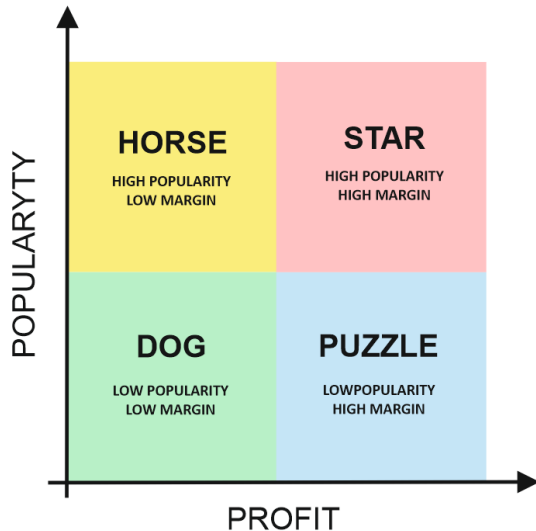 POPULARYTY
HORSE
HIGH POPULARITY
LOW MARGIN
STAR
HIGH POPULARITY
HIGH MARGIN
DOG
LOW POPULARITY
LOW MARGIN
PUZZLE
LOWPOPULARITY
HIGH MARGIN
PROFIT